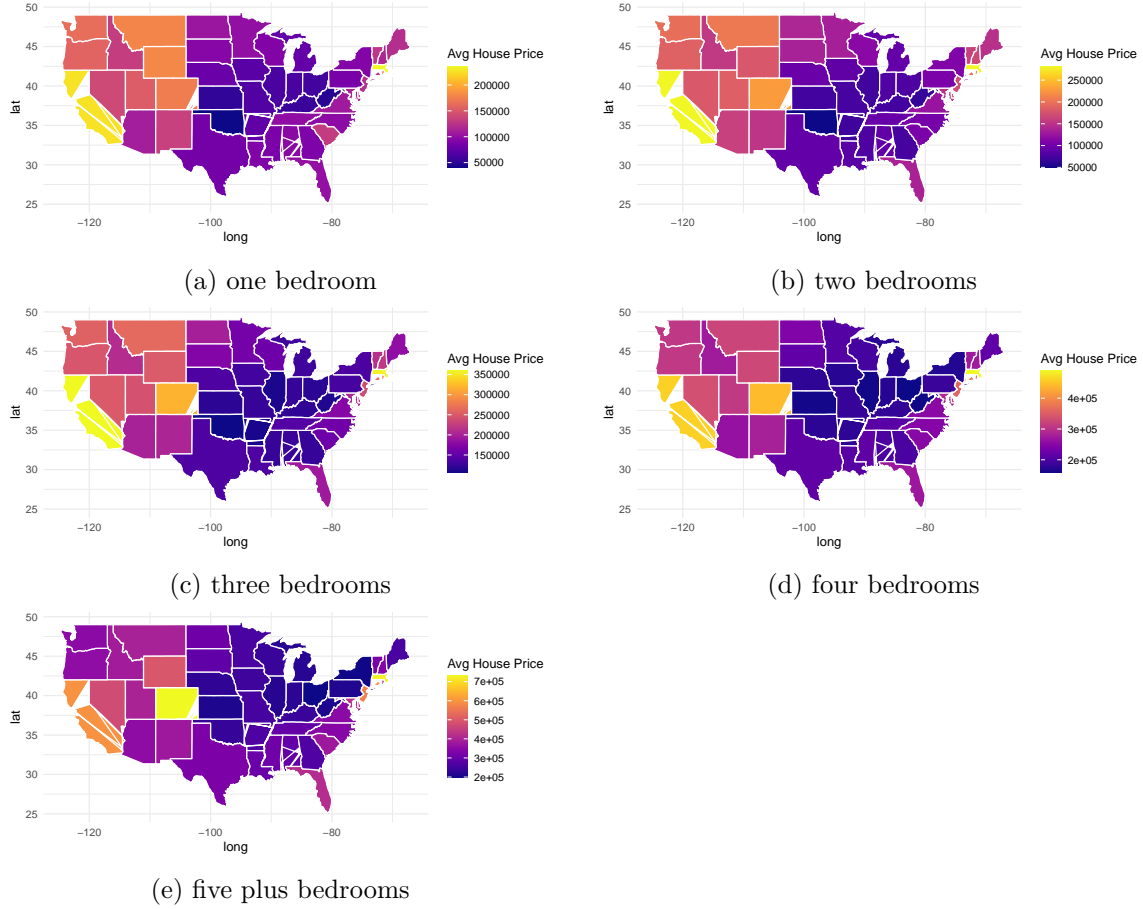 50
45
40
35
30
25
lat
−120
−100
−80
long
Avg House Price
200000
150000
100000
50000
(a) one bedroom
50
45
40
35
30
25
lat
−120
−100
−80
long
Avg House Price
250000
200000
150000
100000
50000
(b) two bedrooms
50
45
40
35
30
25
lat
−120
−100
−80
long
Avg House Price
350000
300000
250000
200000
150000
(c) three bedrooms
50
45
40
35
30
25
lat
−120
−100
−80
long
Avg House Price
4e+05
3e+05
2e+05
(d) four bedrooms
50
45
40
35
30
25
lat
−120
−100
−80
long
Avg House Price
7e+05
6e+05
5e+05
4e+05
3e+05
2e+05
(e) five plus bedrooms